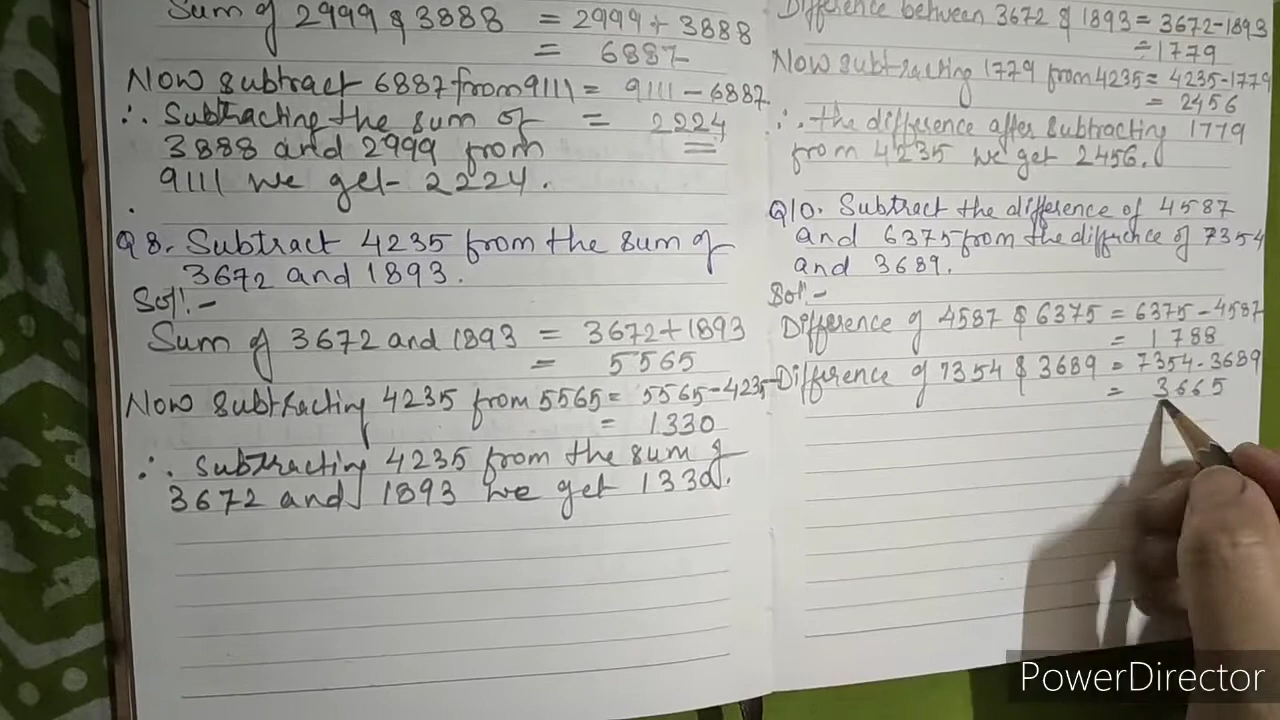 Sum of 2999 & 3888 = 2999 + 3888
= 6887
Now subtract 6887 from 9111 = 9111 - 6887
∴ Subtracting the sum of = 2224
3888 and 2999 from
9111 we get 2224.
Q8. Subtract 4235 from the sum of
3672 and 1893.
Sol!:-
Sum of 3672 and 1893 = 3672+1893
= 5565
Now subtracting 4235 from 5565 = 5565-4235
= 1330
∴ Subtracting 4235 from the sum of
3672 and 1893 we get 1330.
Difference between 3672 & 1893 = 3672-1893
= 1779
Now subtracting 1779 from 4235 = 4235-1779
= 2456
∴ the difference after subtracting 1779
from 4235 we get 2456.
Q10. Subtract the difference of 4587
and 6375 from the diffrence of 7354
and 3689.
Sol!-
Difference of 4587 & 6375 = 6375-4587
= 1788
Difference of 7354 & 3689 = 7354-3689
= 3665
PowerDirector